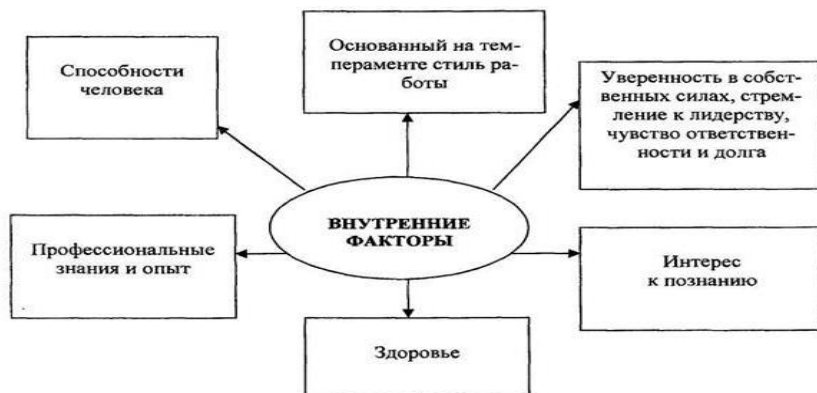 Основанный на тем-
перaменте стиль ра-
боты
Способности
человека
Уверенность в собст-
венных силах, стрем-
ление к лидерству,
чувство ответствен-
ности и долга
ВНУТРЕННИЕ
ФАКТОРЫ
Профессиональные
знания и опыт
Интерес
к познанию
Здоровье